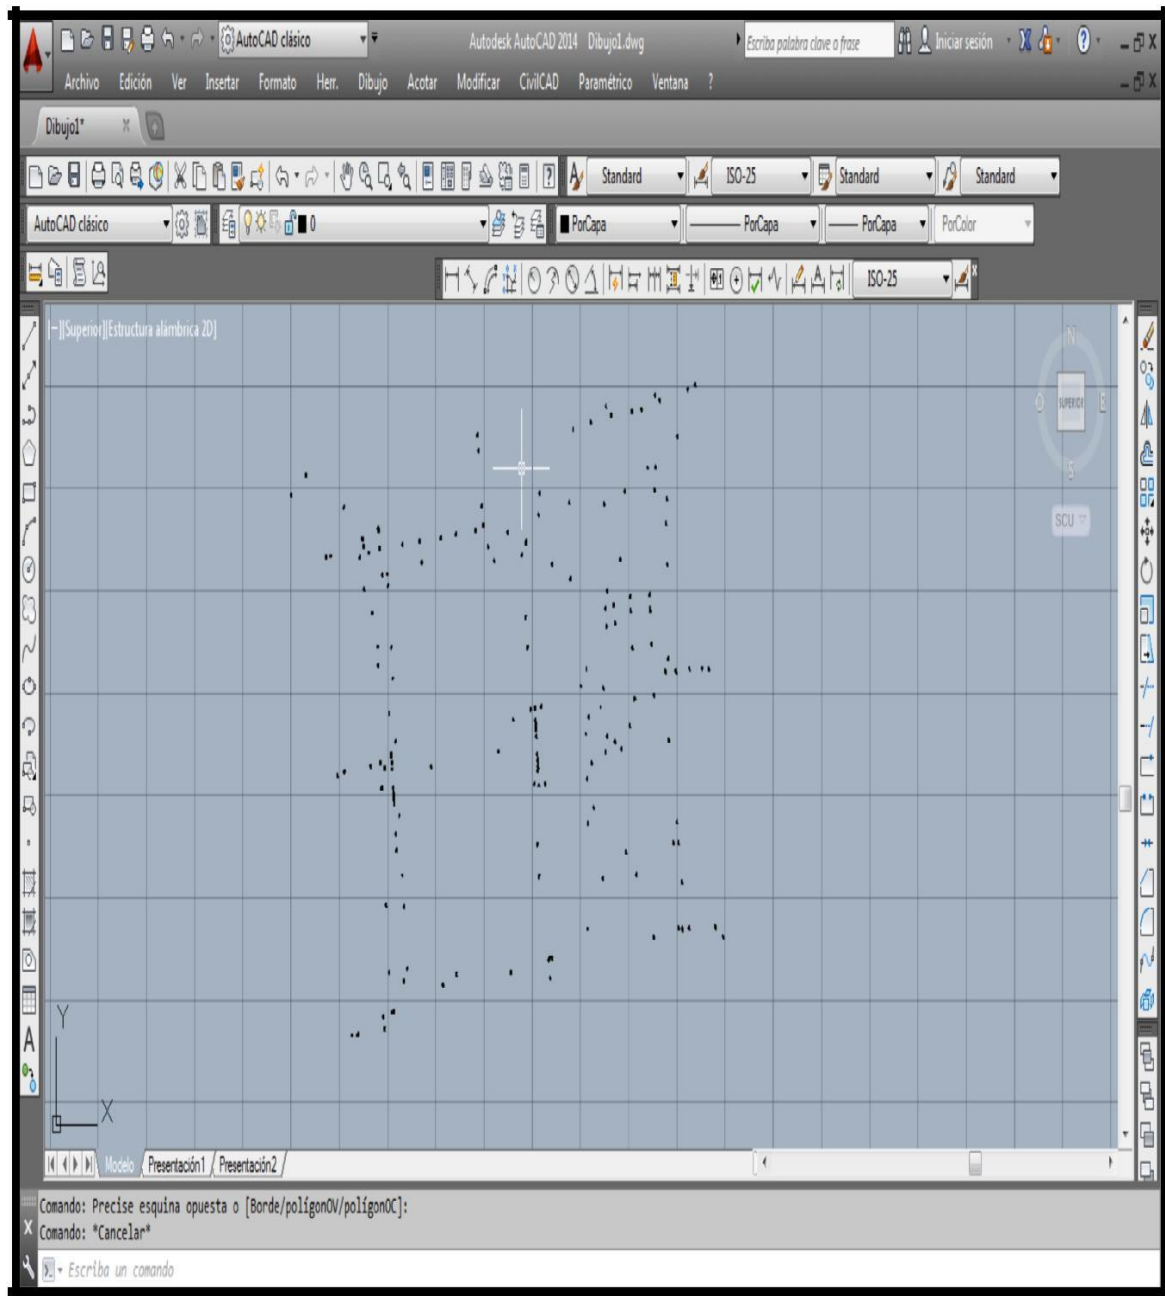 AutoCAD clásico
Autodesk AutoCAD 2014 Dibujo1.dwg
Escriba palabra clave o frase
Iniciar sesión
Archivo Edición Ver Insertar Formato Herr. Dibujo Acotar Modificar CivilCAD Paramétrico Ventana ?
Dibujo1*
Standard ISO-25 Standard Standard
AutoCAD clásico 0 PorCapa PorCapa PorCapa PorColor
ISO-25
[−][Superior][Estructura alámbrica 2D]
N
O SUPERIOR E
S
SCU
Y
X
Modelo Presentación1 Presentación2
Comando: Precise esquina opuesta o [Borde/polígonOV/polígonOC]:
Comando: *Cancelar*
Escriba un comando